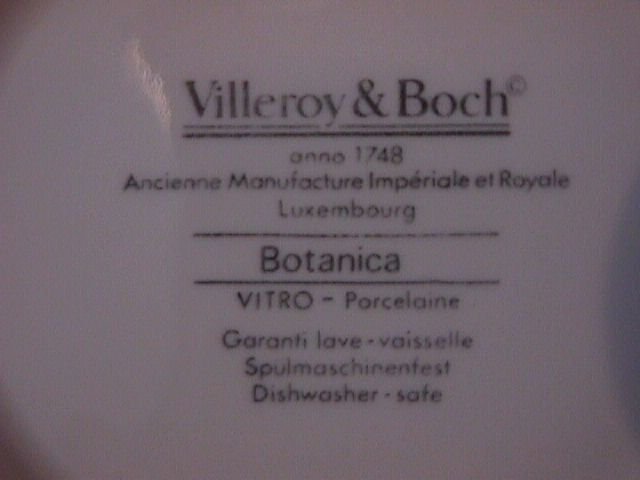 Villeroy & Boch©
anno 1748
Ancienne Manufacture Impériale et Royale
Luxembourg
Botanica
VITRO - Porcelaine
Garanti lave-vaisselle
Spulmaschinenfest
Dishwasher-safe